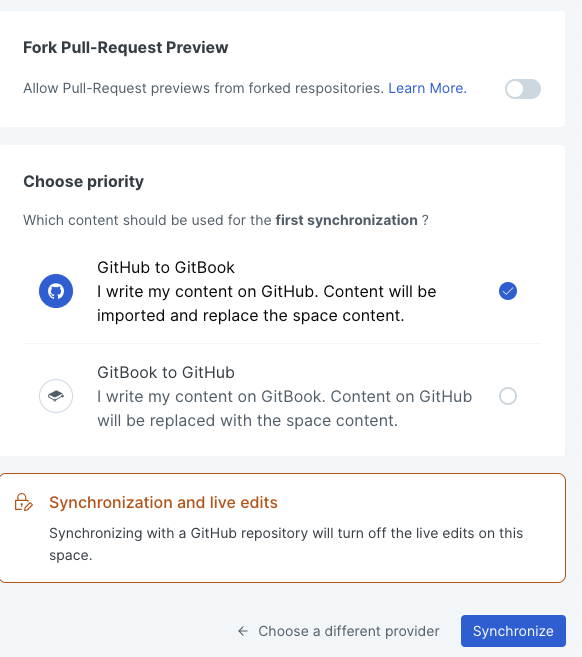 Fork Pull-Request Preview
Allow Pull-Request previews from forked respositories. Learn More.
Choose priority
Which content should be used for the first synchronization ?
GitHub to GitBook
I write my content on GitHub. Content will be
imported and replace the space content.
GitBook to GitHub
I write my content on GitBook. Content on GitHub
will be replaced with the space content.
Synchronization and live edits
Synchronizing with a GitHub repository will turn off the live edits on this
space.
← Choose a different provider
Synchronize